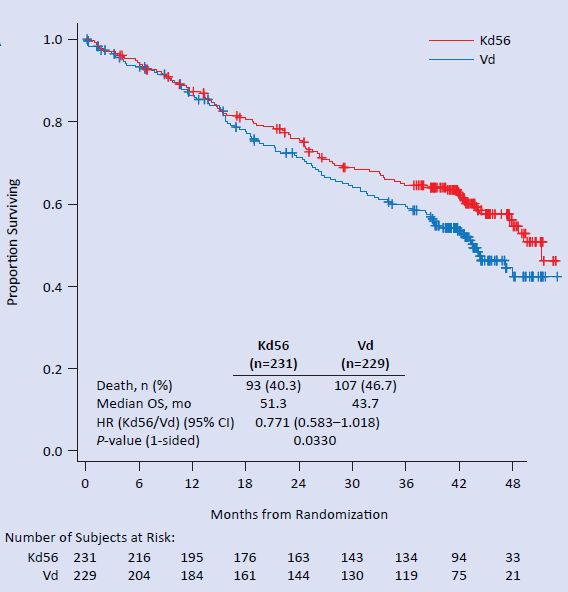 1.0
0.8
0.6
0.4
0.2
0.0
Proportion Surviving
Kd56
Vd
Kd56 Vd
(n=231) (n=229)
Death, n (%) 93 (40.3) 107 (46.7)
Median OS, mo 51.3 43.7
HR (Kd56/Vd) (95% CI) 0.771 (0.583–1.018)
P-value (1-sided) 0.0330
0 6 12 18 24 30 36 42 48
Months from Randomization
Number of Subjects at Risk:
Kd56 231 216 195 176 163 143 134 94 33
Vd 229 204 184 161 144 130 119 75 21